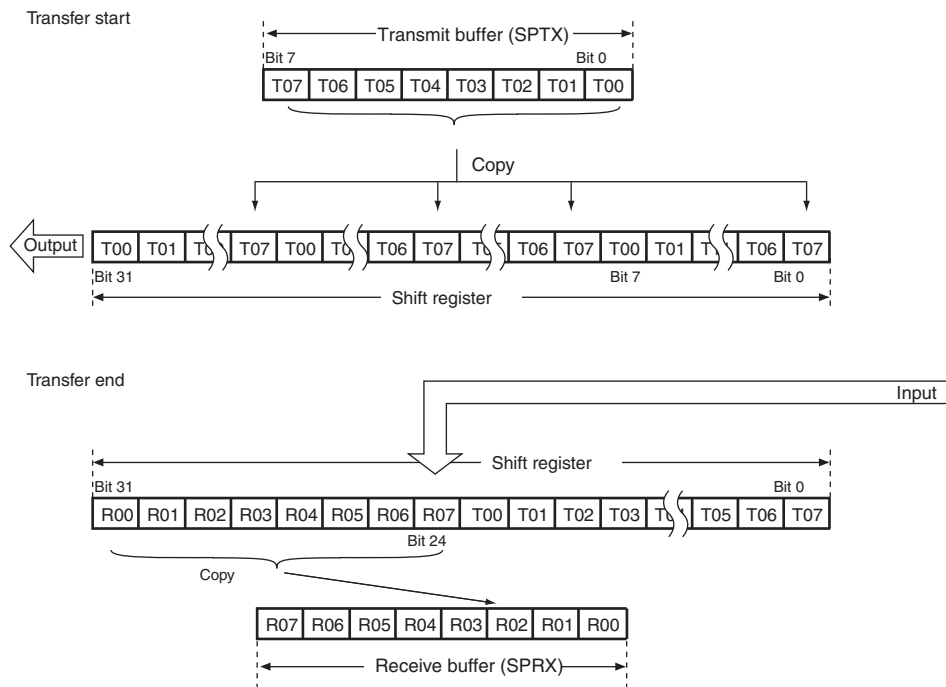 Transfer start
Transmit buffer (SPTX)
Bit 7 Bit 0
T07 T06 T05 T04 T03 T02 T01 T00
Copy
Output T00 T01 T07 T00 T06 T07 T06 T07 T00 T01 T06 T07
Bit 31 Bit 7 Bit 0
Shift register
Transfer end
Input
Shift register
Bit 31 Bit 0
R00 R01 R02 R03 R04 R05 R06 R07 T00 T01 T02 T03 T05 T06 T07
Bit 24
Copy
R07 R06 R05 R04 R03 R02 R01 R00
Receive buffer (SPRX)